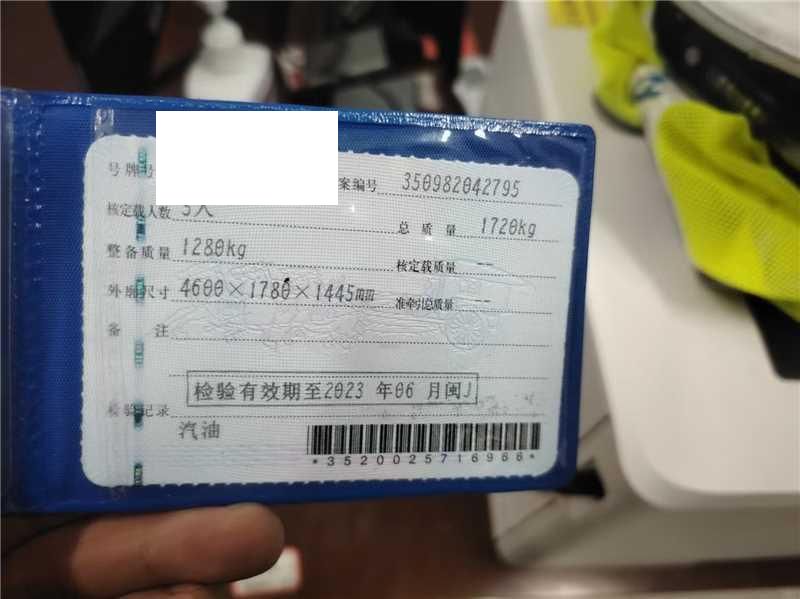 号牌号
案编号 350982042795
核定载人数 5人
总质量 1720kg
整备质量 1280kg
核定载质量 --
外廓尺寸 4600×1780×1445mm
准牵引总质量 --
备注
检验有效期至2023 年06 月闽J
检验记录
汽油
*3520025716966*